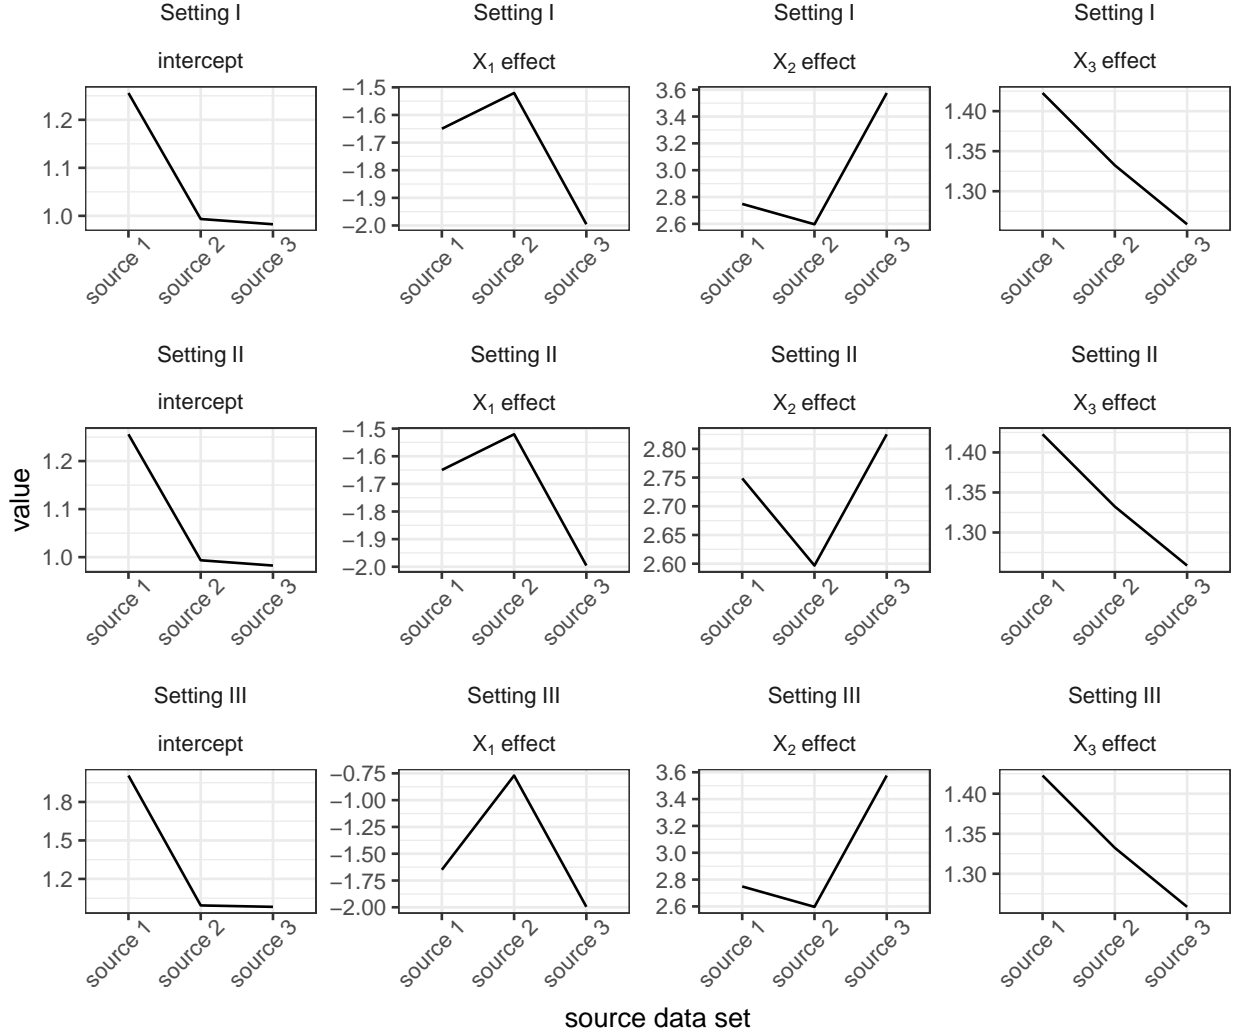 Setting I
Setting I
Setting I
Setting I
intercept
X₁ effect
X₂ effect
X₃ effect
1.2
1.1
1.0
−1.5
−1.6
−1.7
−1.8
−1.9
−2.0
3.6
3.4
3.2
3.0
2.8
2.6
1.40
1.35
1.30
source 1
source 2
source 3
source 1
source 2
source 3
source 1
source 2
source 3
source 1
source 2
source 3
Setting II
Setting II
Setting II
Setting II
intercept
X₁ effect
X₂ effect
X₃ effect
value
1.2
1.1
1.0
−1.5
−1.6
−1.7
−1.8
−1.9
−2.0
2.80
2.75
2.70
2.65
2.60
1.40
1.35
1.30
source 1
source 2
source 3
source 1
source 2
source 3
source 1
source 2
source 3
source 1
source 2
source 3
Setting III
Setting III
Setting III
Setting III
intercept
X₁ effect
X₂ effect
X₃ effect
1.8
1.5
1.2
−0.75
−1.00
−1.25
−1.50
−1.75
−2.00
3.6
3.4
3.2
3.0
2.8
2.6
1.40
1.35
1.30
source 1
source 2
source 3
source 1
source 2
source 3
source 1
source 2
source 3
source 1
source 2
source 3
source data set